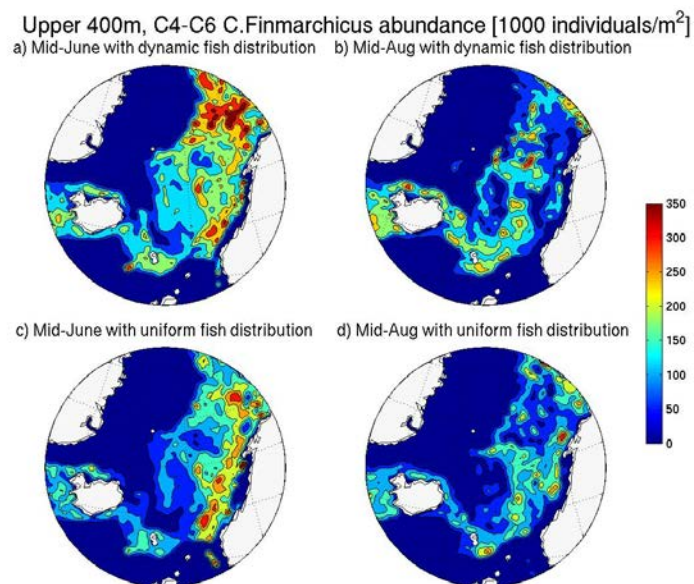 Upper 400m, C4-C6 C.Finmarchicus abundance [1000 individuals/m²]
a) Mid-June with dynamic fish distribution
b) Mid-Aug with dynamic fish distribution
350
300
250
200
150
100
50
0
c) Mid-June with uniform fish distribution
d) Mid-Aug with uniform fish distribution